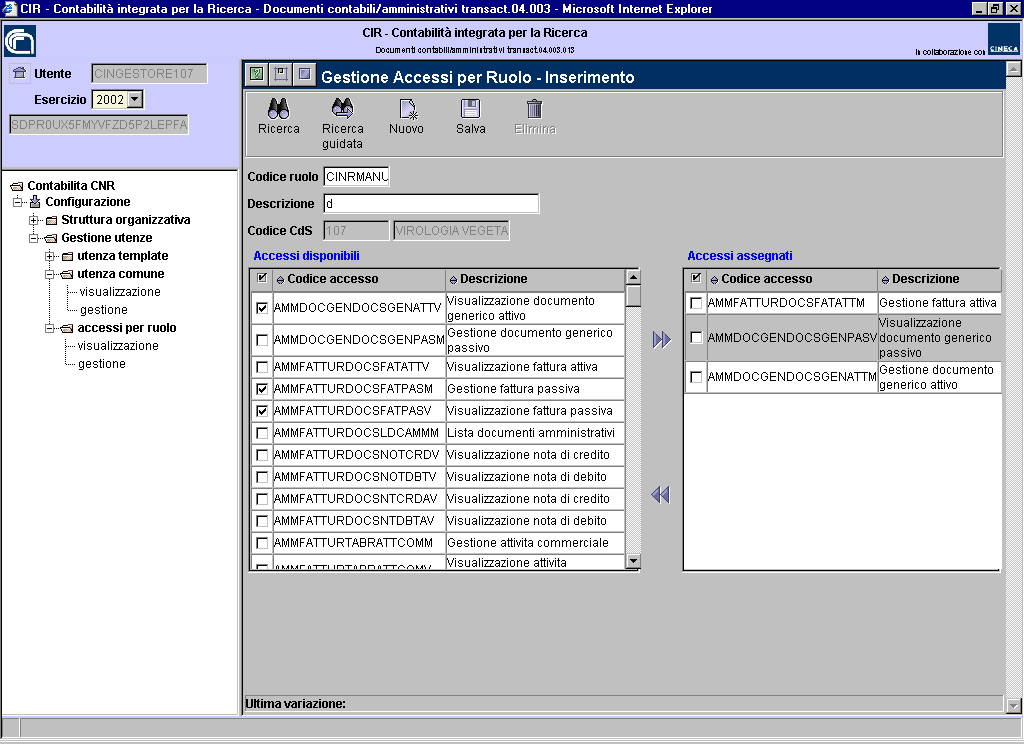 CIR - Contabilità integrata per la Ricerca - Documenti contabili/amministrativi transact.04.003 - Microsoft Internet Explorer
CIR - Contabilità integrata per la Ricerca
Documenti contabili/amministrativi transact.04.003.013
In collaborazione con
CINECA
Utente CINGESTORE107
Esercizio 2002
SDPR0UX5FMYVFZD5P2LEPFA
Contabilita CNR
Configurazione
Struttura organizzativa
Gestione utenze
utenza template
utenza comune
visualizzazione
gestione
accessi per ruolo
visualizzazione
gestione
Gestione Accessi per Ruolo - Inserimento
Ricerca
Ricerca guidata
Nuovo
Salva
Elimina
Codice ruolo CINRMANU
Descrizione d
Codice CdS 107 VIROLOGIA VEGETA
Accessi disponibili
Codice accesso Descrizione
AMMDOCGENDOCSGENATTV Visualizzazione documento generico attivo
AMMDOCGENDOCSGENPASM Gestione documento generico passivo
AMMFATTURDOCSFATATTV Visualizzazione fattura attiva
AMMFATTURDOCSFATPASM Gestione fattura passiva
AMMFATTURDOCSFATPASV Visualizzazione fattura passiva
AMMFATTURDOCSLDCAMMM Lista documenti amministrativi
AMMFATTURDOCSNOTCRDV Visualizzazione nota di credito
AMMFATTURDOCSNOTDBTV Visualizzazione nota di debito
AMMFATTURDOCSNTCRDAV Visualizzazione nota di credito
AMMFATTURDOCSNTDBTAV Visualizzazione nota di debito
AMMFATTURTABRATTCOMM Gestione attivita commerciale
AMMFATTURTABRATTCOMV Visualizzazione attivita
Accessi assegnati
Codice accesso Descrizione
AMMFATTURDOCSFATATTM Gestione fattura attiva
AMMDOCGENDOCSGENPASV Visualizzazione documento generico passivo
AMMDOCGENDOCSGENATTM Gestione documento generico attivo
Ultima variazione: